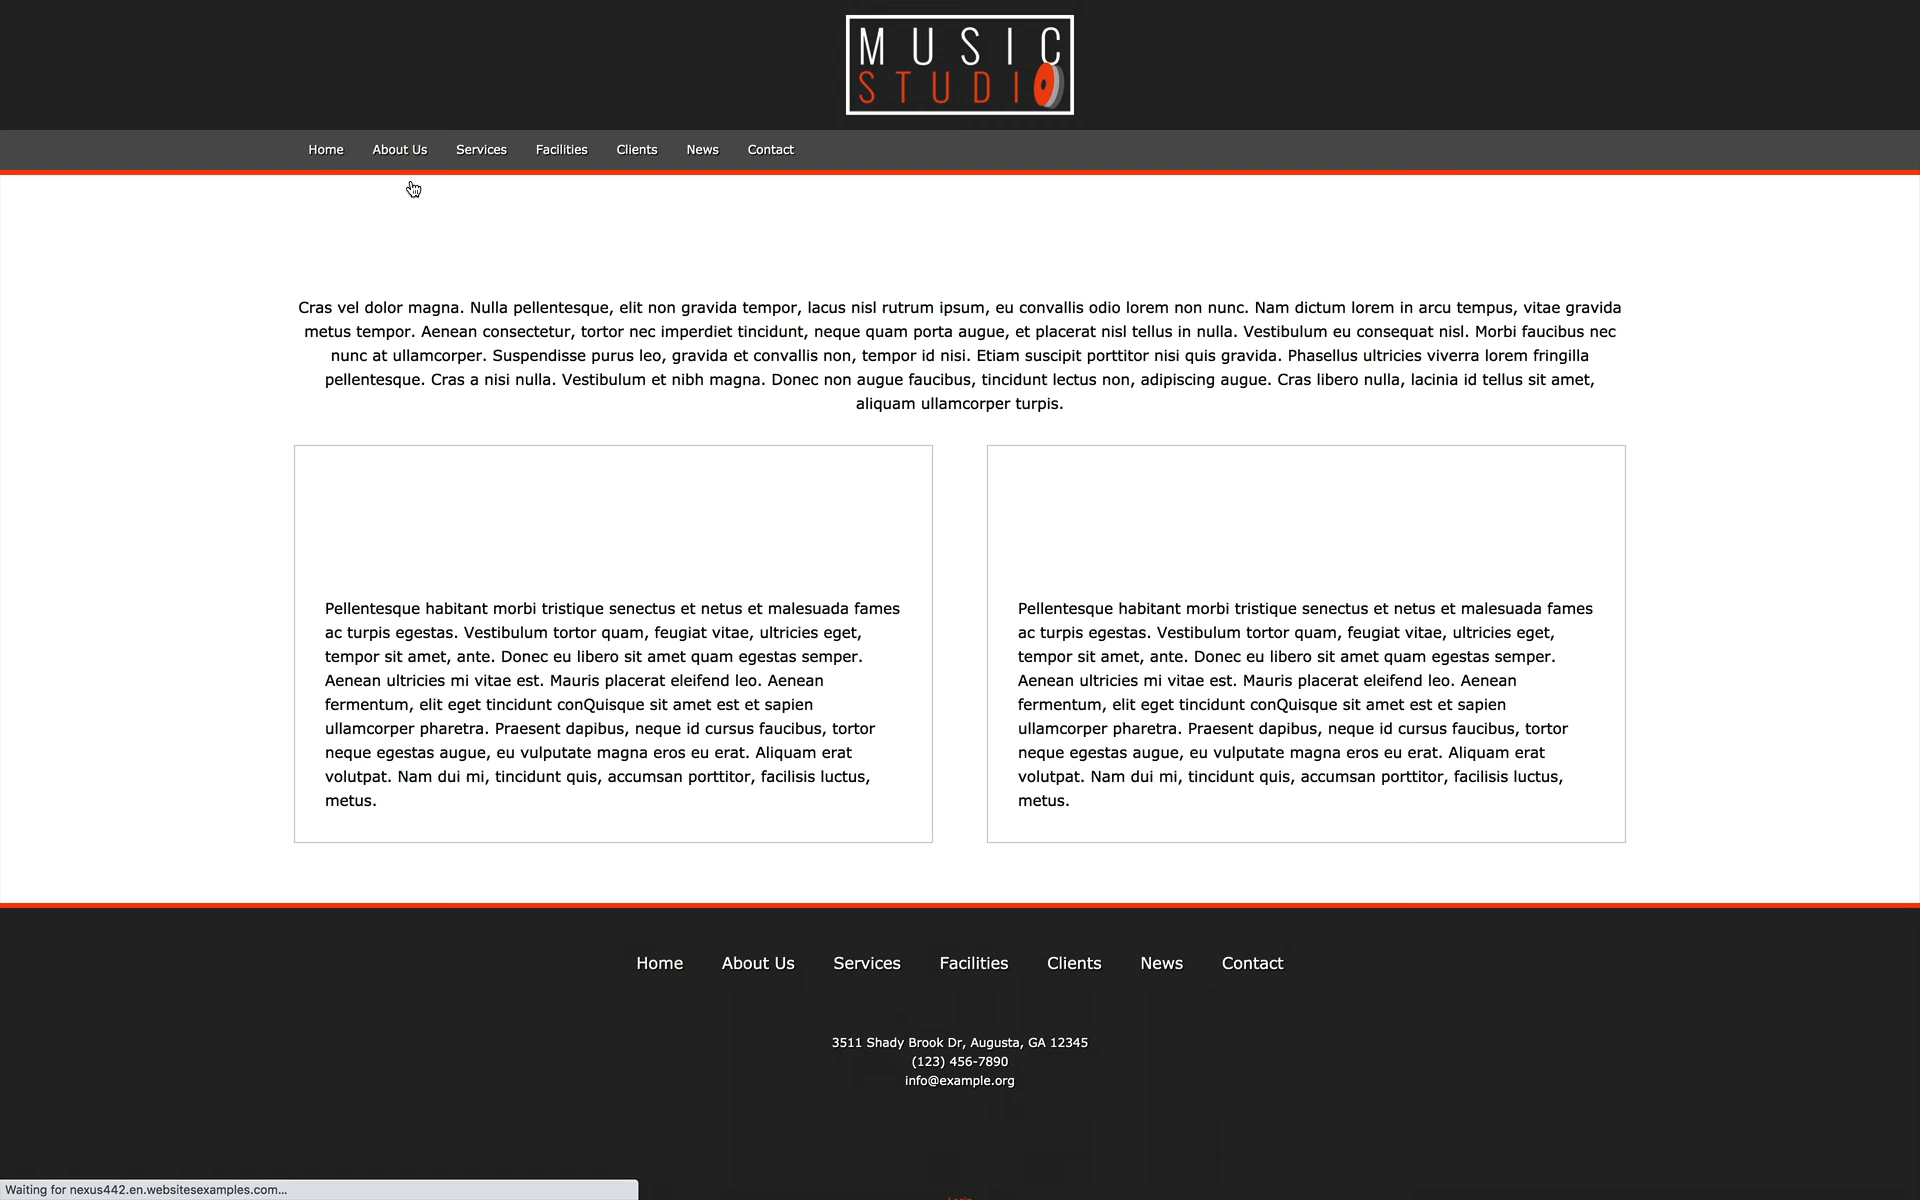 MUSIC
STUDIO
Home About Us Services Facilities Clients News Contact
Cras vel dolor magna. Nulla pellentesque, elit non gravida tempor, lacus nisl rutrum ipsum, eu convallis odio lorem non nunc. Nam dictum lorem in arcu tempus, vitae gravida
metus tempor. Aenean consectetur, tortor nec imperdiet tincidunt, neque quam porta augue, et placerat nisl tellus in nulla. Vestibulum eu consequat nisl. Morbi faucibus nec
nunc at ullamcorper. Suspendisse purus leo, gravida et convallis non, tempor id nisi. Etiam suscipit porttitor nisi quis gravida. Phasellus ultricies viverra lorem fringilla
pellentesque. Cras a nisi nulla. Vestibulum et nibh magna. Donec non augue faucibus, tincidunt lectus non, adipiscing augue. Cras libero nulla, lacinia id tellus sit amet,
aliquam ullamcorper turpis.
Pellentesque habitant morbi tristique senectus et netus et malesuada fames
ac turpis egestas. Vestibulum tortor quam, feugiat vitae, ultricies eget,
tempor sit amet, ante. Donec eu libero sit amet quam egestas semper.
Aenean ultricies mi vitae est. Mauris placerat eleifend leo. Aenean
fermentum, elit eget tincidunt conQuisque sit amet est et sapien
ullamcorper pharetra. Praesent dapibus, neque id cursus faucibus, tortor
neque egestas augue, eu vulputate magna eros eu erat. Aliquam erat
volutpat. Nam dui mi, tincidunt quis, accumsan porttitor, facilisis luctus,
metus.
Pellentesque habitant morbi tristique senectus et netus et malesuada fames
ac turpis egestas. Vestibulum tortor quam, feugiat vitae, ultricies eget,
tempor sit amet, ante. Donec eu libero sit amet quam egestas semper.
Aenean ultricies mi vitae est. Mauris placerat eleifend leo. Aenean
fermentum, elit eget tincidunt conQuisque sit amet est et sapien
ullamcorper pharetra. Praesent dapibus, neque id cursus faucibus, tortor
neque egestas augue, eu vulputate magna eros eu erat. Aliquam erat
volutpat. Nam dui mi, tincidunt quis, accumsan porttitor, facilisis luctus,
metus.
Home About Us Services Facilities Clients News Contact
3511 Shady Brook Dr, Augusta, GA 12345
(123) 456-7890
info@example.org
Waiting for nexus442.en.websitesexamples.com...